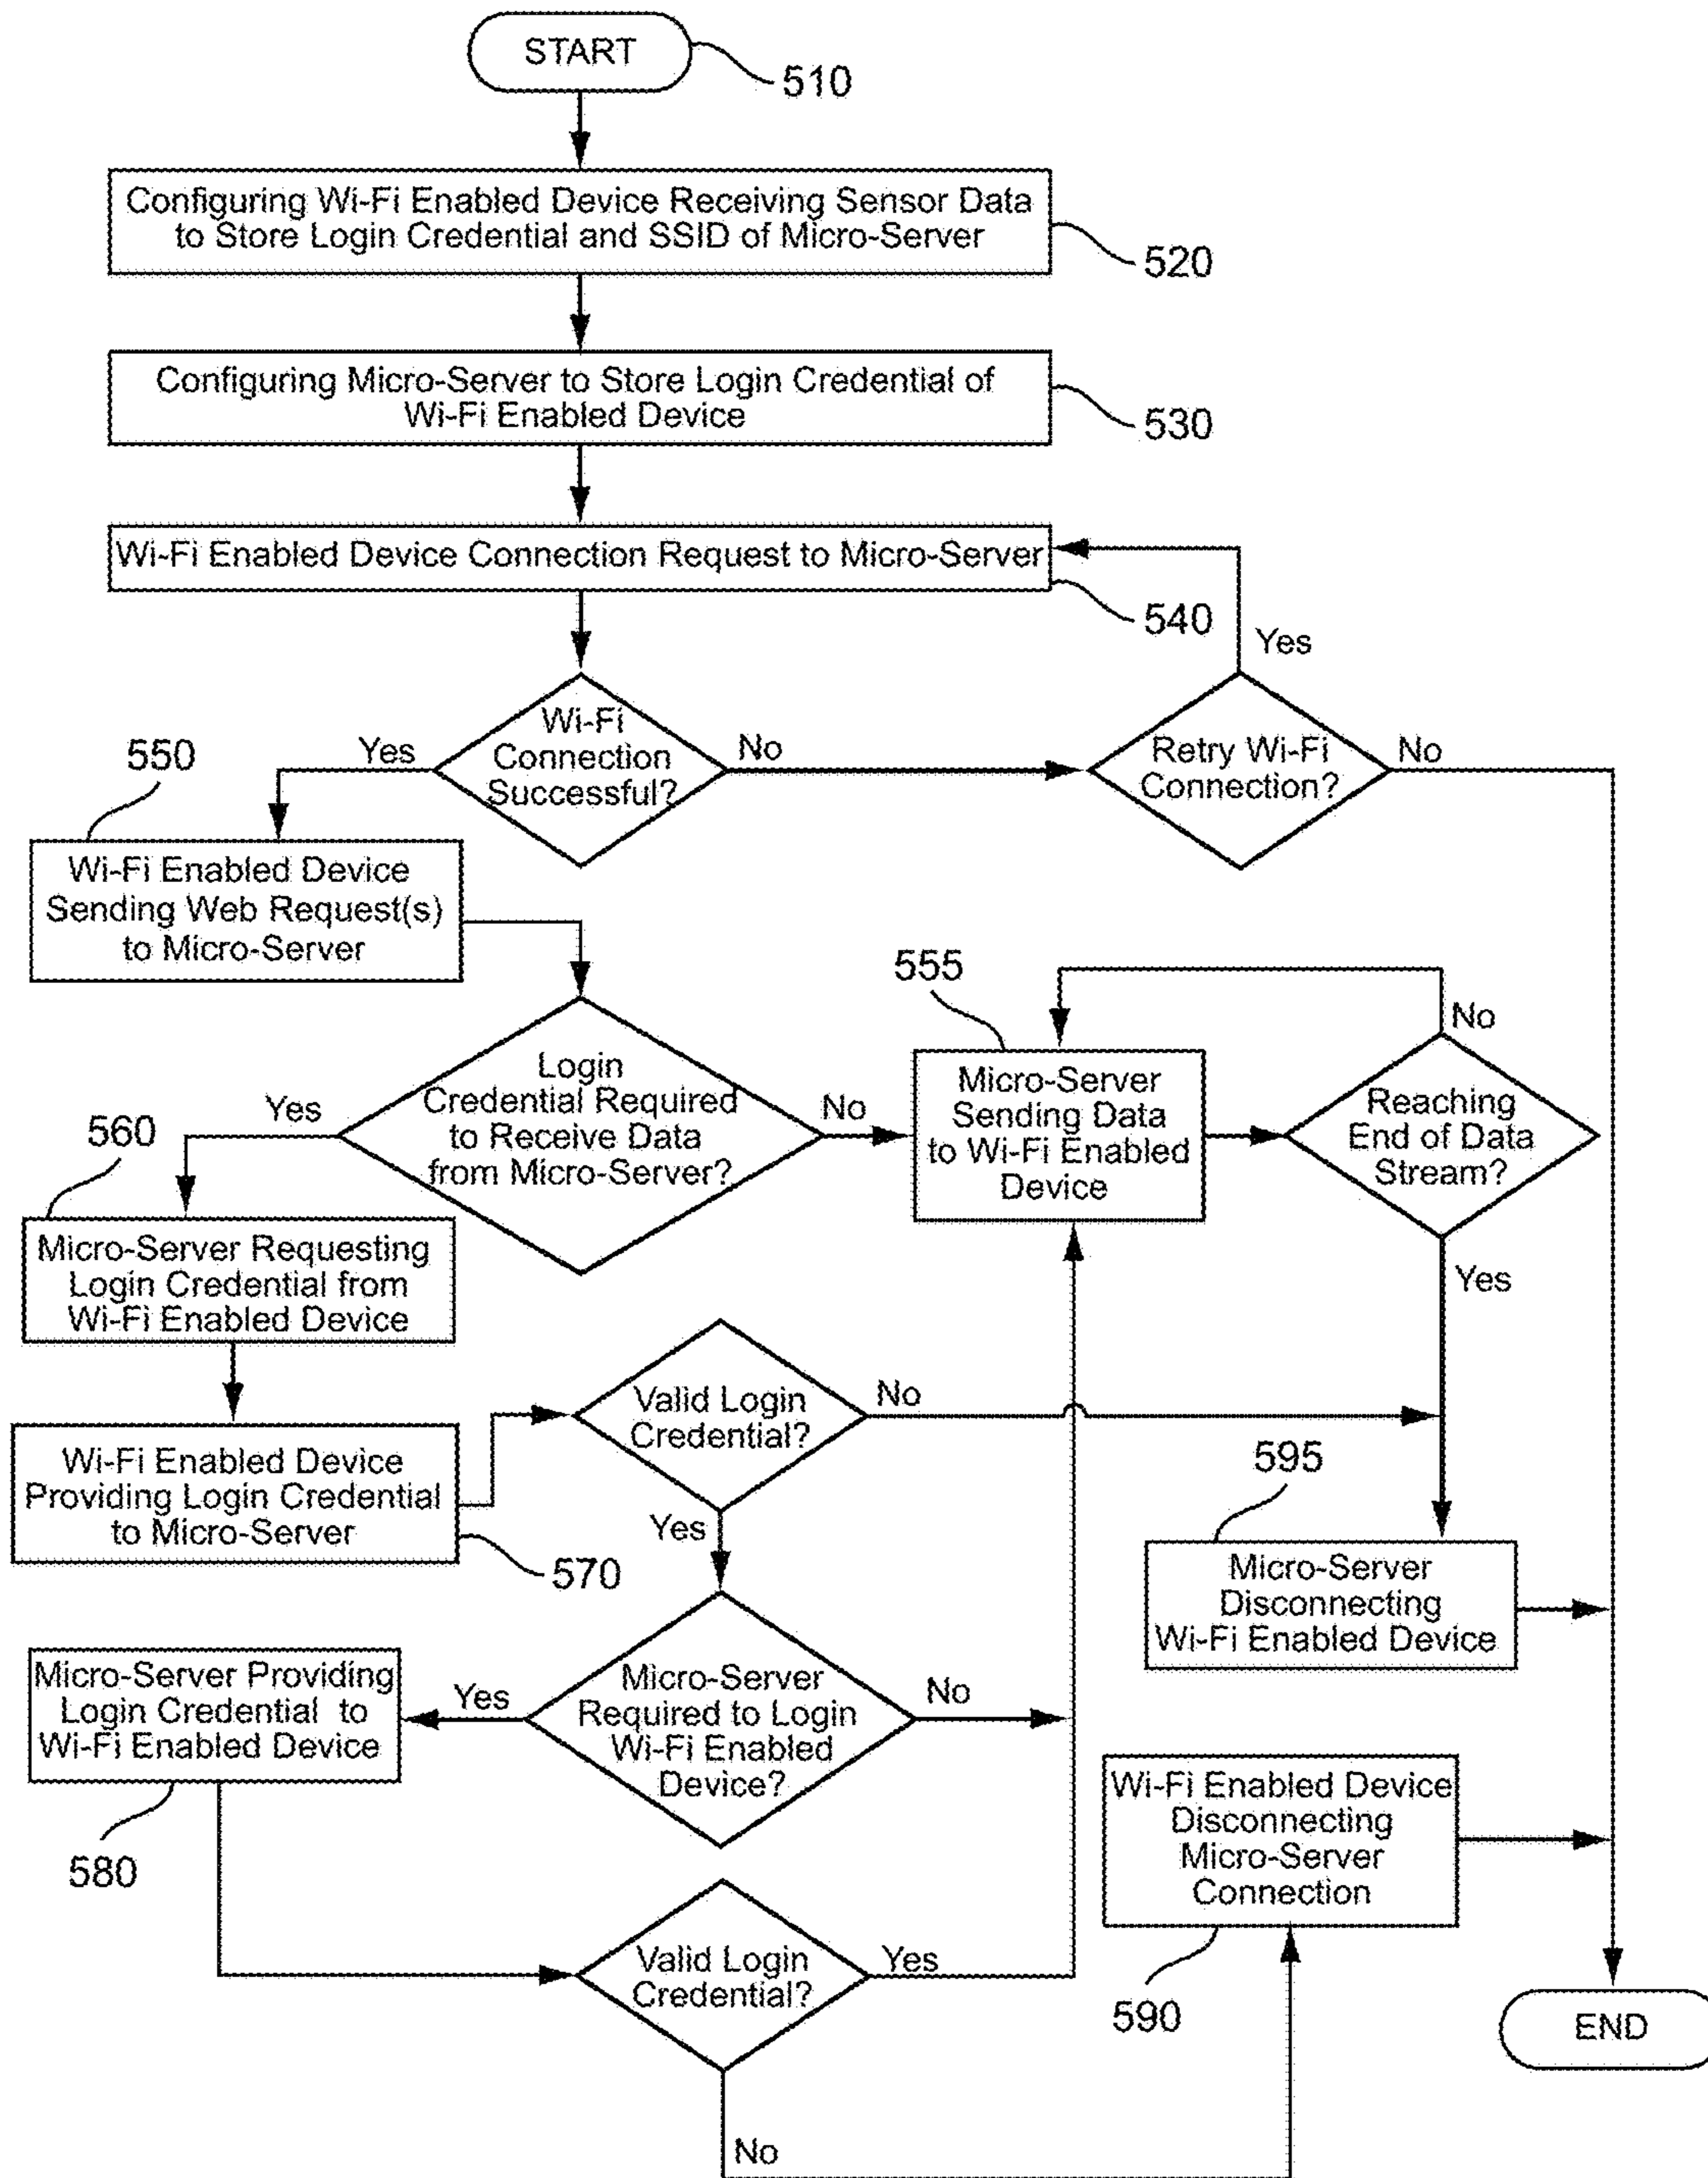 START
510
Configuring Wi-Fi Enabled Device Receiving Sensor Data
to Store Login Credential and SSID of Micro-Server
520
Configuring Micro-Server to Store Login Credential of
Wi-Fi Enabled Device
530
Wi-Fi Enabled Device Connection Request to Micro-Server
540
Yes
Wi-Fi
Connection
Successful?
Yes
No
Retry Wi-Fi
Connection?
No
550
Wi-Fi Enabled Device
Sending Web Request(s)
to Micro-Server
555
No
Login
Credential Required
to Receive Data
from Micro-Server?
Yes
No
Micro-Server
Sending Data
to Wi-Fi Enabled
Device
Reaching
End of Data
Stream?
Yes
560
Micro-Server Requesting
Login Credential from
Wi-Fi Enabled Device
Valid Login
Credential?
No
Yes
Wi-Fi Enabled Device
Providing Login Credential
to Micro-Server
570
595
Micro-Server
Disconnecting
Wi-Fi Enabled Device
Micro-Server Providing
Login Credential to
Wi-Fi Enabled Device
580
Yes
Micro-Server
Required to Login
Wi-Fi Enabled
Device?
No
Wi-Fi Enabled Device
Disconnecting
Micro-Server
Connection
590
Valid Login
Credential?
Yes
No
END